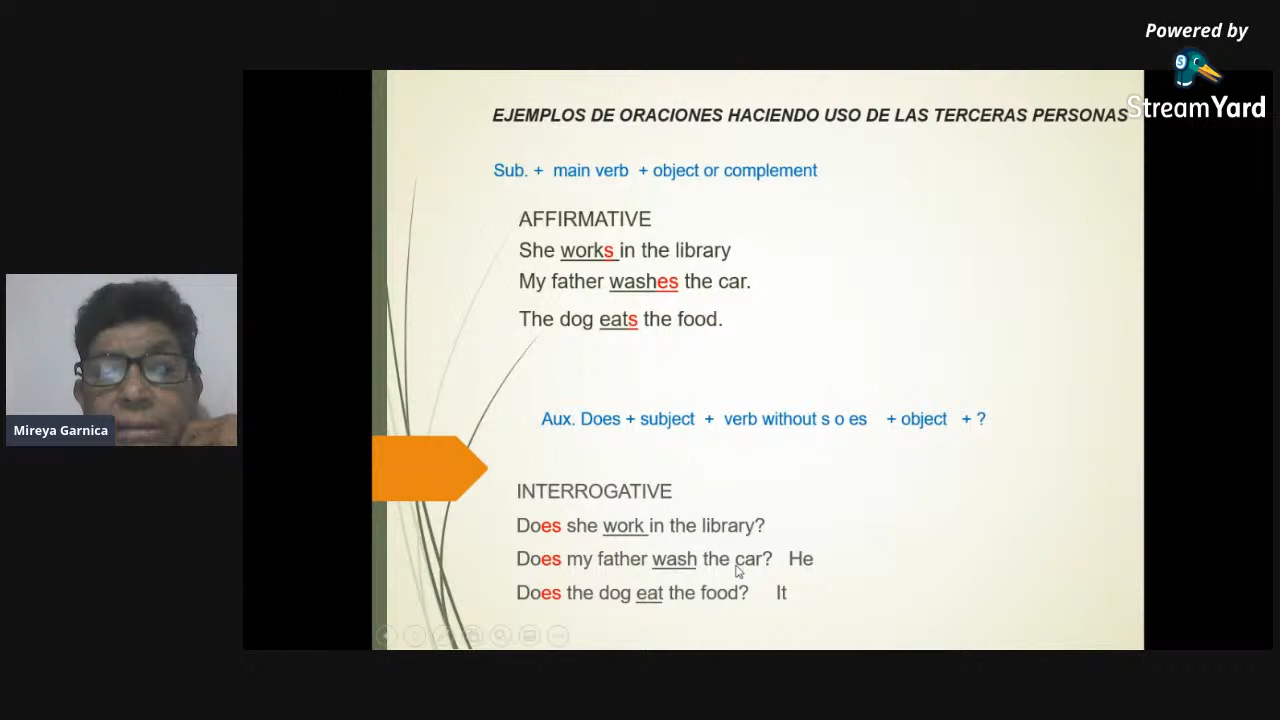 Powered by
StreamYard
EJEMPLOS DE ORACIONES HACIENDO USO DE LAS TERCERAS PERSONAS
Sub. + main verb + object or complement
AFFIRMATIVE
She works in the library
My father washes the car.
The dog eats the food.
Mireya Garnica
Aux. Does + subject + verb without s o es + object + ?
INTERROGATIVE
Does she work in the library?
Does my father wash the car? He
Does the dog eat the food? It